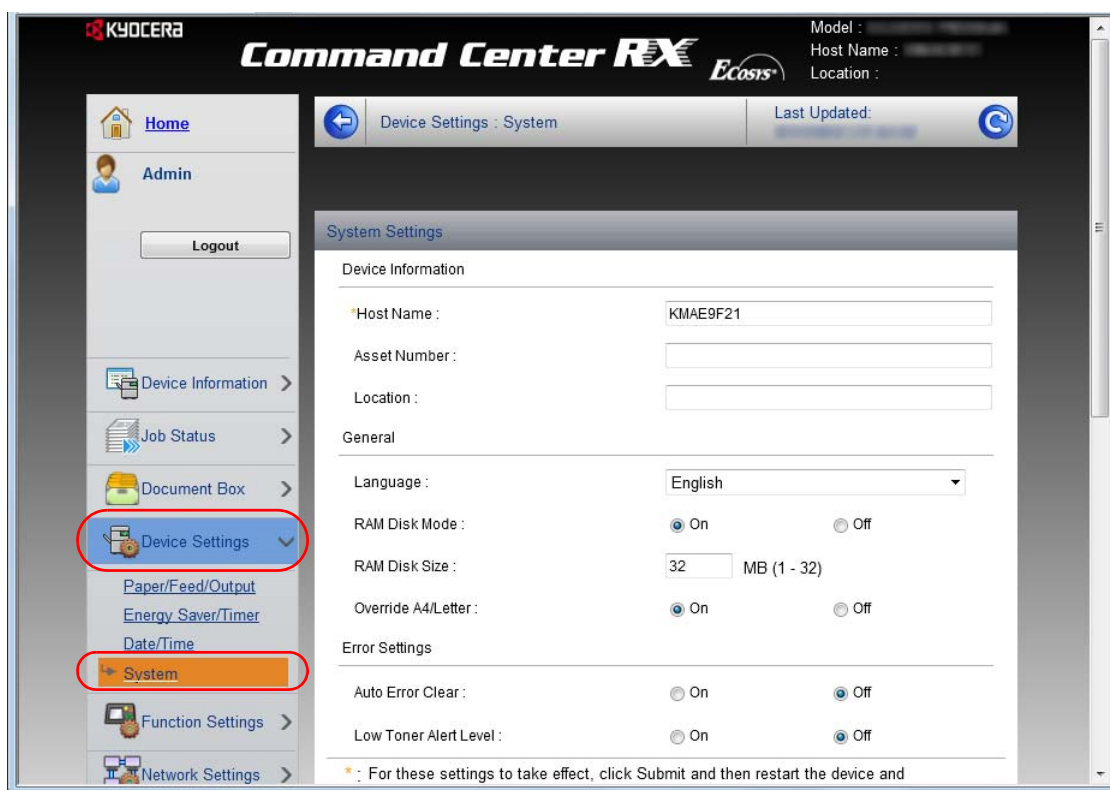 KYOCERA
Command Center RX
Ecosys
Model :
Host Name :
Location :
Home
Admin
Logout
Device Information
Job Status
Document Box
Device Settings
Paper/Feed/Output
Energy Saver/Timer
Date/Time
System
Function Settings
Network Settings
Device Settings : System
Last Updated:
System Settings
Device Information
*Host Name : KMAE9F21
Asset Number :
Location :
General
Language : English
RAM Disk Mode : On Off
RAM Disk Size : 32 MB (1 - 32)
Override A4/Letter : On Off
Error Settings
Auto Error Clear : On Off
Low Toner Alert Level : On Off
* : For these settings to take effect, click Submit and then restart the device and